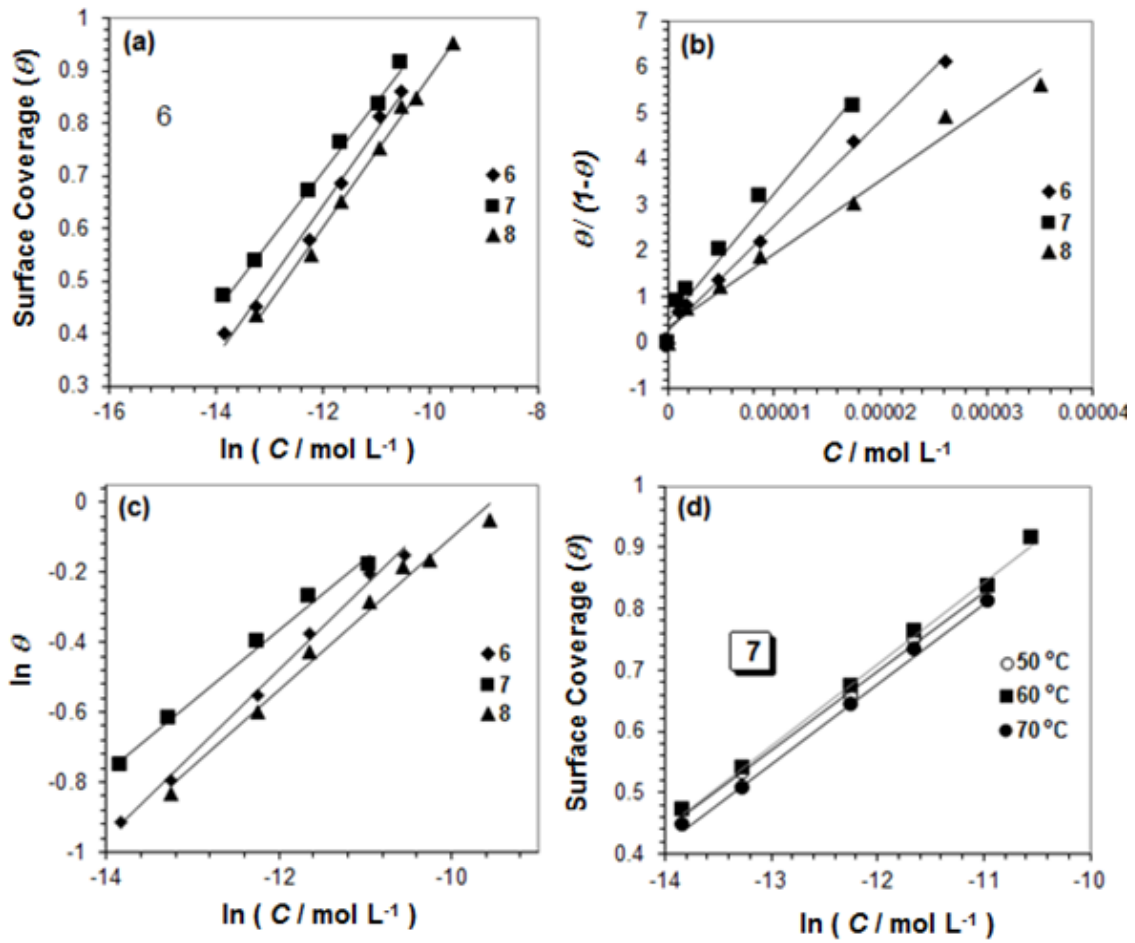 (a)
Surface Coverage (θ)
1
0.9
0.8
0.7
0.6
0.5
0.4
0.3
6
6
7
8
-16 -14 -12 -10 -8
ln ( C / mol L⁻¹ )
(b)
θ/ (1-θ)
7
6
5
4
3
2
1
0
-1
6
7
8
0 0.00001 0.00002 0.00003 0.00004
C / mol L⁻¹
(c)
ln θ
0
-0.2
-0.4
-0.6
-0.8
-1
6
7
8
-14 -12 -10
ln ( C / mol L⁻¹ )
(d)
Surface Coverage (θ)
1
0.9
0.8
0.7
0.6
0.5
0.4
7
50 °C
60 °C
70 °C
-14 -13 -12 -11 -10
ln ( C / mol L⁻¹ )